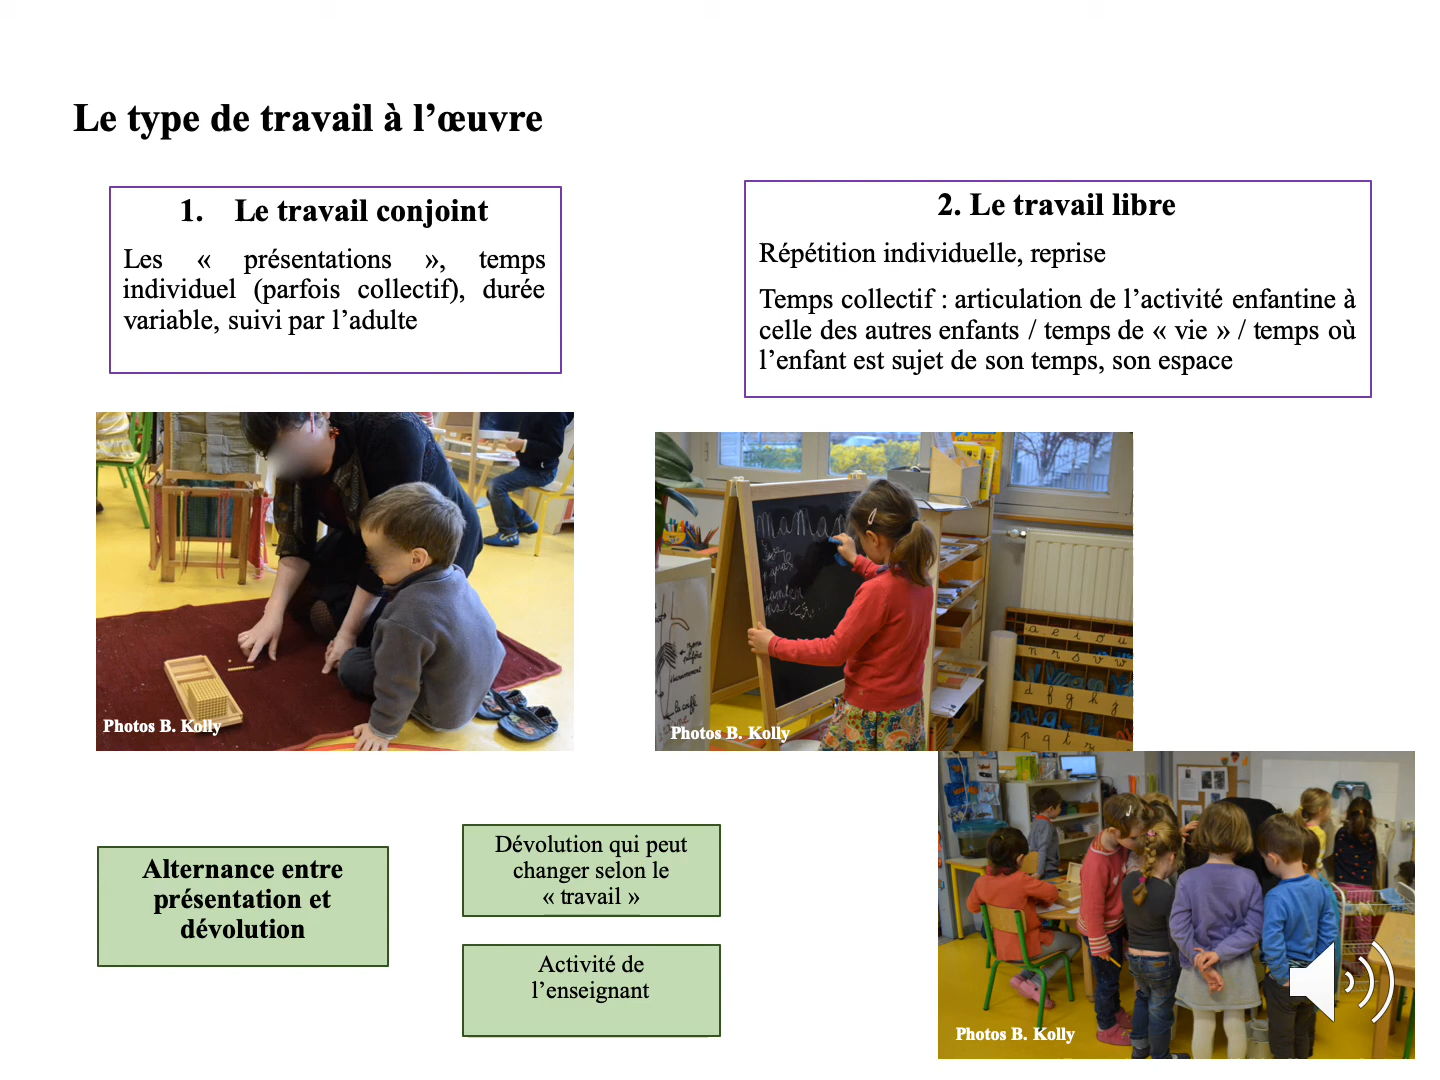 Le type de travail à l’œuvre
1. Le travail conjoint
Les « présentations », temps
individuel (parfois collectif), durée
variable, suivi par l’adulte
2. Le travail libre
Répétition individuelle, reprise
Temps collectif : articulation de l’activité enfantine à
celle des autres enfants / temps de « vie » / temps où
l’enfant est sujet de son temps, son espace
Photos B. Kolly
maman
Photos B. Kolly
a e i o u
n r s v w
d f g h
p q t z
Alternance entre
présentation et
dévolution
Dévolution qui peut
changer selon le
« travail »
Activité de
l’enseignant
Photos B. Kolly